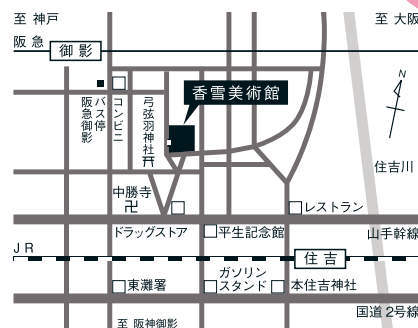 至 神戸
至 大阪
阪 急
御 影
N
香雪美術館
阪急御影
バス停
コンビニ
弓弦羽神社
住吉川
中勝寺
レストラン
ドラッグストア
平生記念館
山手幹線
J R
住 吉
東灘署
ガソリン
スタンド
本住吉神社
国道 2号線
至 阪神御影